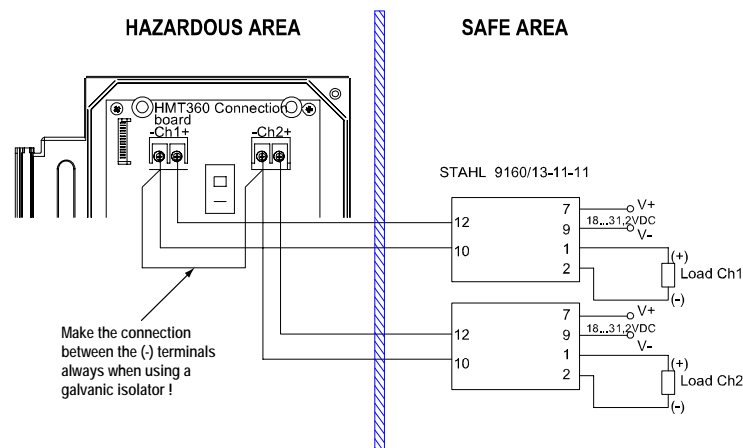 HAZARDOUS AREA
SAFE AREA
HMT360 Connection
board
-Ch1+
-Ch2+
STAHL 9160/13-11-11
12
10
7
9
1
2
V+
18...31,2VDC
V-
(+)
Load Ch1
(-)
12
10
7
9
1
2
V+
18...31,2VDC
V-
(+)
Load Ch2
(-)
Make the connection
between the (-) terminals
always when using a
galvanic isolator !